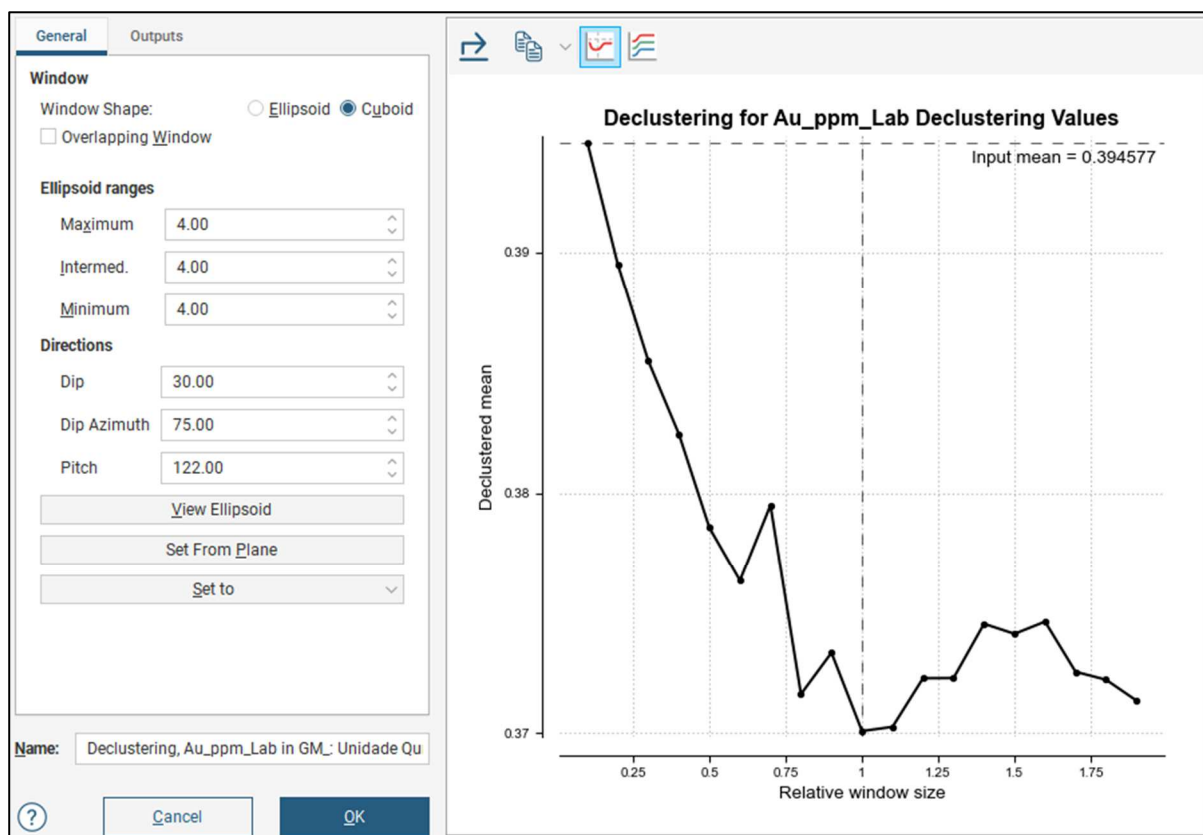 General Outputs
Window
Window Shape: Ellipsoid Cuboid
Overlapping Window
Ellipsoid ranges
Maximum 4.00
Intermed. 4.00
Minimum 4.00
Directions
Dip 30.00
Dip Azimuth 75.00
Pitch 122.00
View Ellipsoid
Set From Plane
Set to
Name: Declustering, Au_ppm_Lab in GM_: Unidade Qu
? Cancel OK
Declustering for Au_ppm_Lab Declustering Values
Input mean = 0.394577
Declustered mean
0.39
0.38
0.37
0.25 0.5 0.75 1 1.25 1.5 1.75
Relative window size